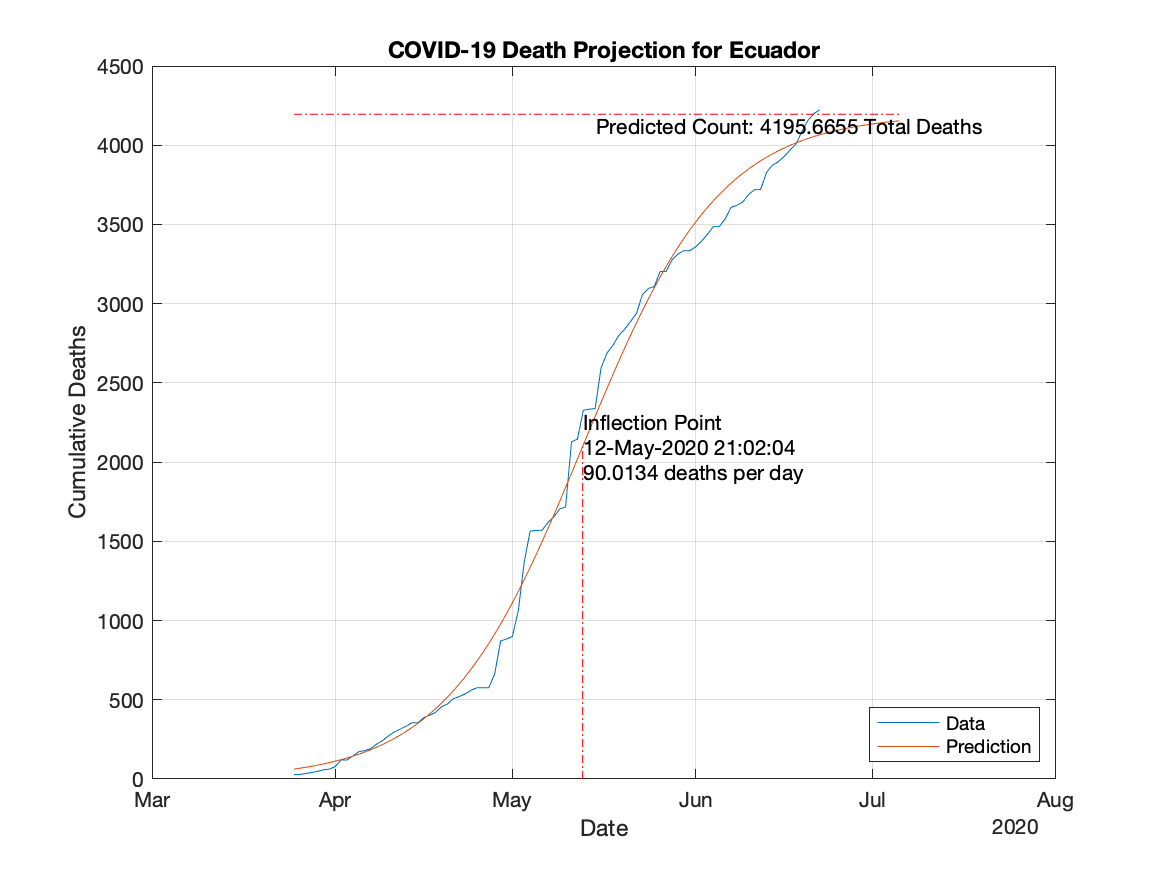 COVID-19 Death Projection for Ecuador
4500
4000
3500
3000
2500
2000
1500
1000
500
0
Cumulative Deaths
Predicted Count: 4195.6655 Total Deaths
Inflection Point
12-May-2020 21:02:04
90.0134 deaths per day
Data
Prediction
Mar Apr May Jun Jul Aug
Date
2020